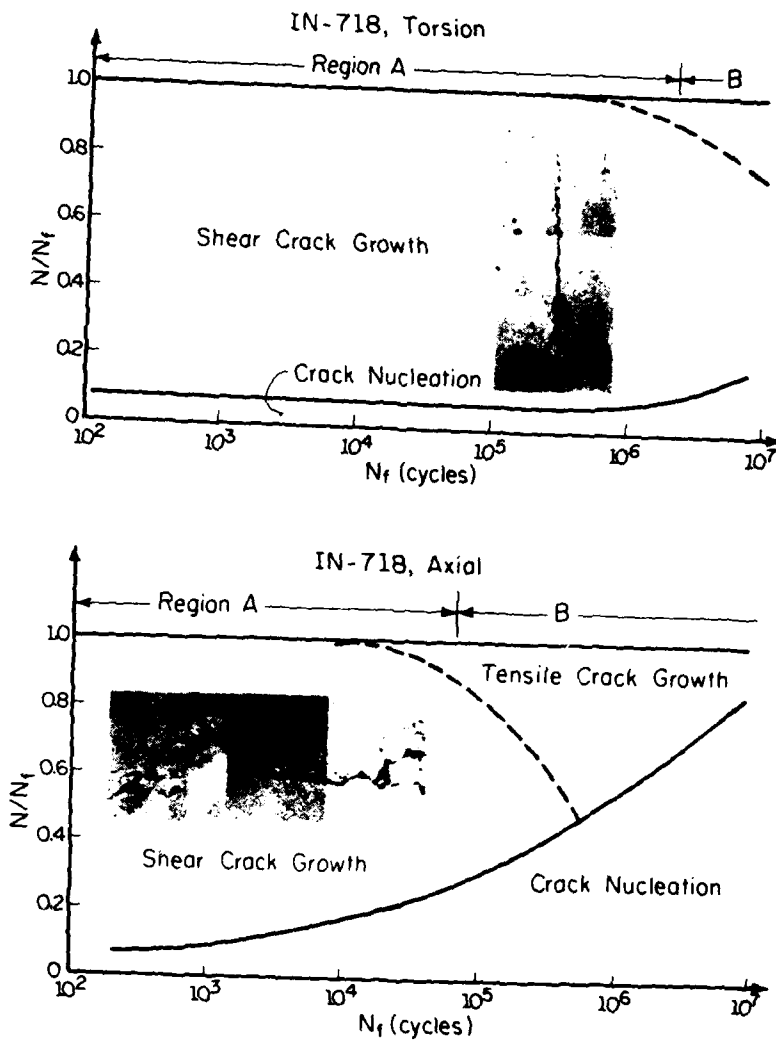 IN-718, Torsion
Region A
B
1.0
0.8
0.6
0.4
0.2
0
N/Nf
Shear Crack Growth
Crack Nucleation
10² 10³ 10⁴ 10⁵ 10⁶ 10⁷
Nf (cycles)
IN-718, Axial
Region A
B
1.0
0.8
0.6
0.4
0.2
0
N/Nf
Tensile Crack Growth
Shear Crack Growth
Crack Nucleation
10² 10³ 10⁴ 10⁵ 10⁶ 10⁷
Nf (cycles)